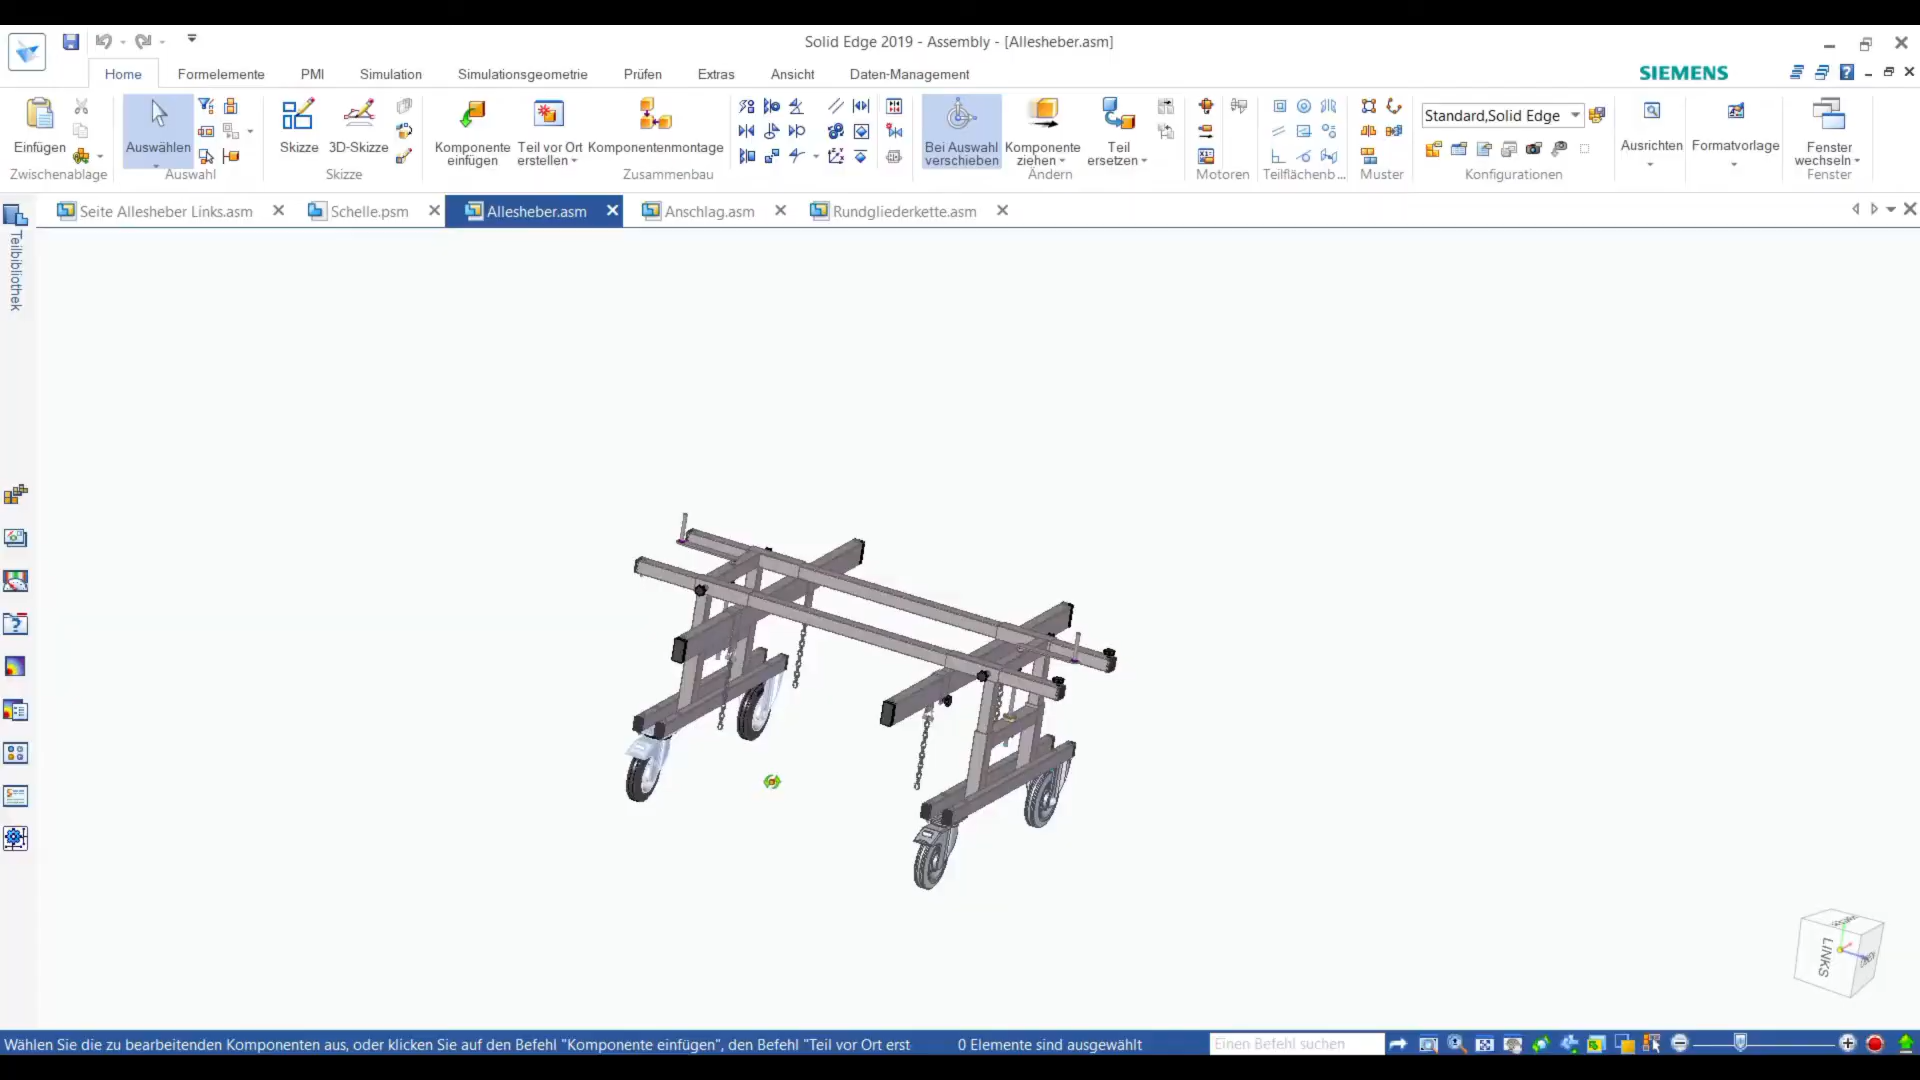 Solid Edge 2019 - Assembly - [Allesheber.asm]
Home Formelemente PMI Simulation Simulationsgeometrie Prüfen Extras Ansicht Daten-Management
SIEMENS
Einfügen
Auswählen
Skizze
3D-Skizze
Komponente einfügen
Teil vor Ort erstellen
Komponentenmontage
Bei Auswahl verschieben
Komponente ziehen
Teil ersetzen
Standard,Solid Edge
Ausrichten
Formatvorlage
Fenster wechseln
Zwischenablage Auswahl Skizze Zusammenbau Ändern Motoren Teilflächenb... Muster Konfigurationen Fenster
Seite Allesheber Links.asm Schelle.psm Allesheber.asm Anschlag.asm Rundgliederkette.asm
Teilbibliothek
LINKS
Wählen Sie die zu bearbeitenden Komponenten aus, oder klicken Sie auf den Befehl "Komponente einfügen", den Befehl "Teil vor Ort erst
0 Elemente sind ausgewählt
Einen Befehl suchen